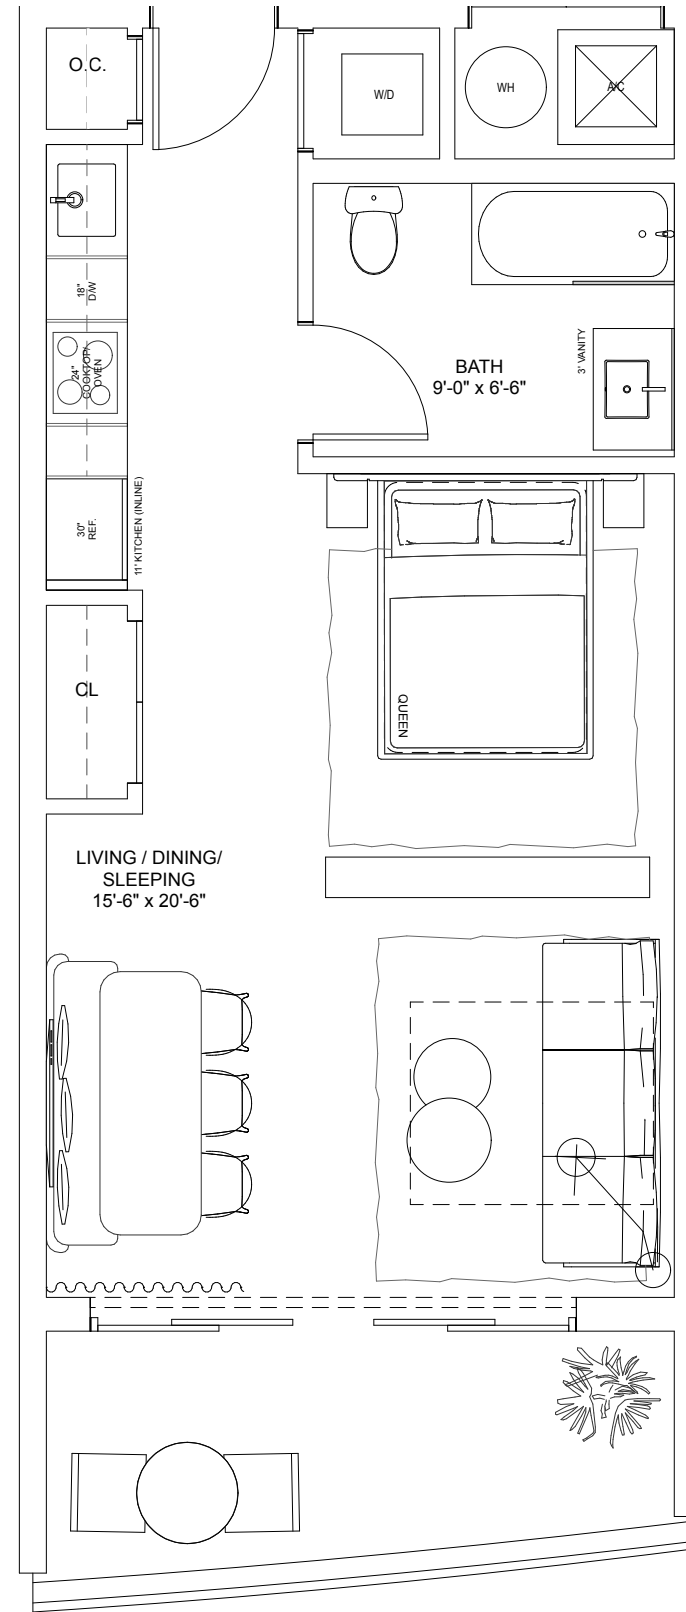 O.C.
W/D
WH
A/C
18"
D/W
24"
COOKTOP/
OVEN
BATH
9'-0" x 6'-6"
3' VANITY
30"
REF.
11' KITCHEN (INLINE)
CL
QUEEN
LIVING / DINING/
SLEEPING
15'-6" x 20'-6"